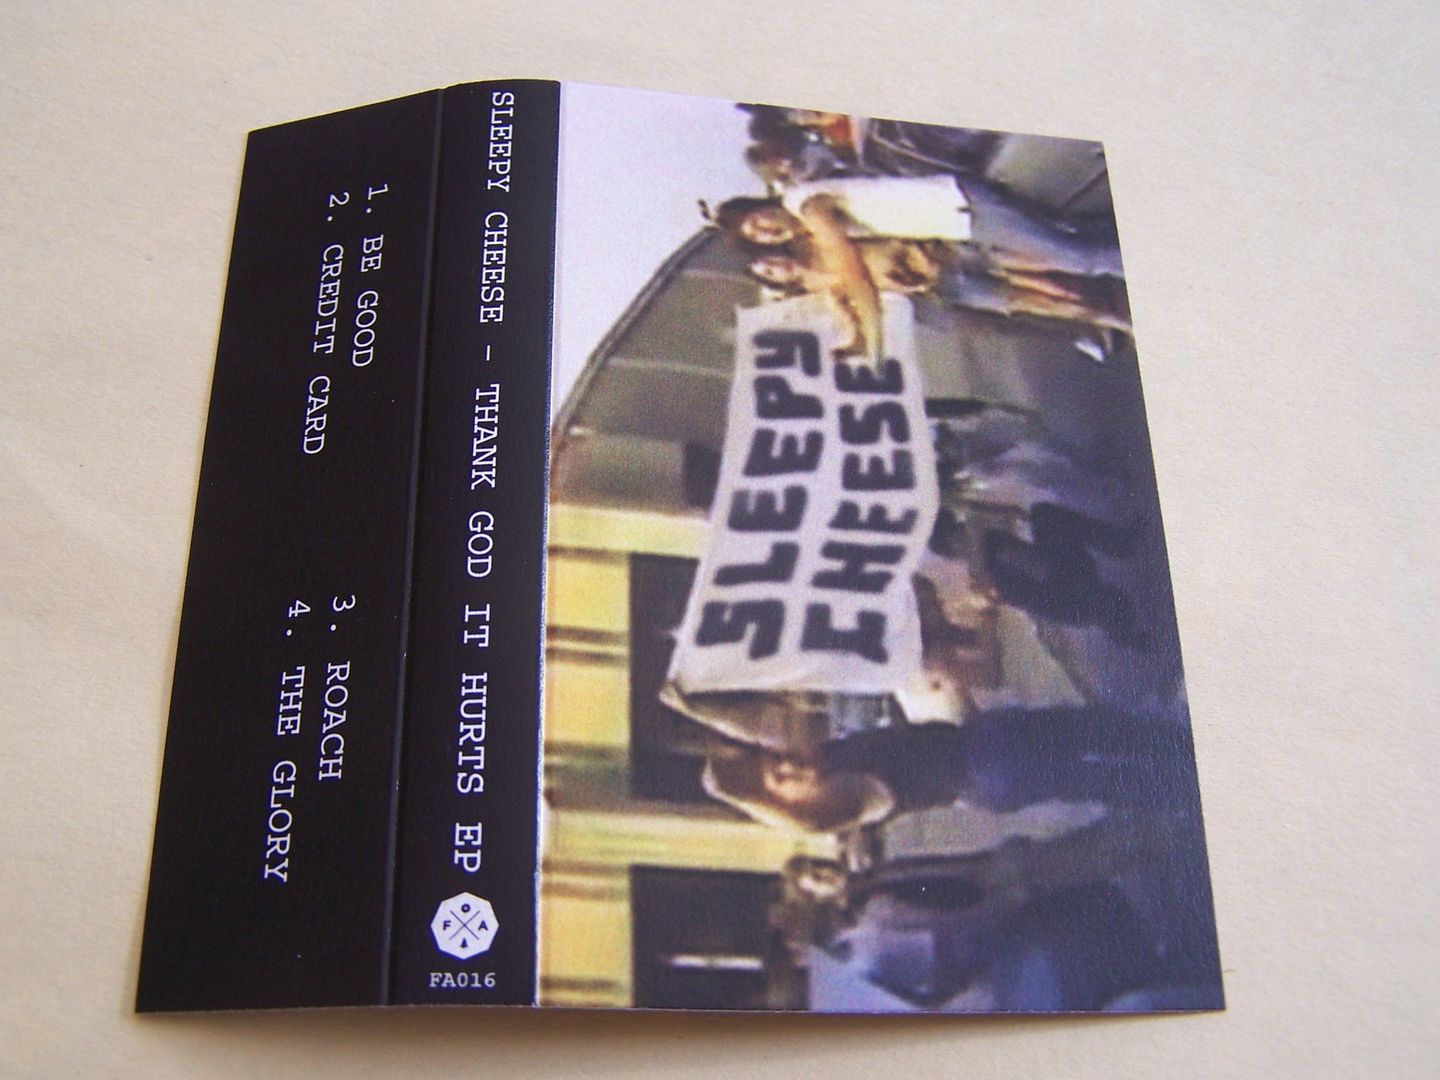 1. BE GOOD
2. CREDIT CARD
3. ROACH
4. THE GLORY
SLEEPY CHEESE - THANK GOD IT HURTS EP
F A
FA016
SLEEPY
CHEESE